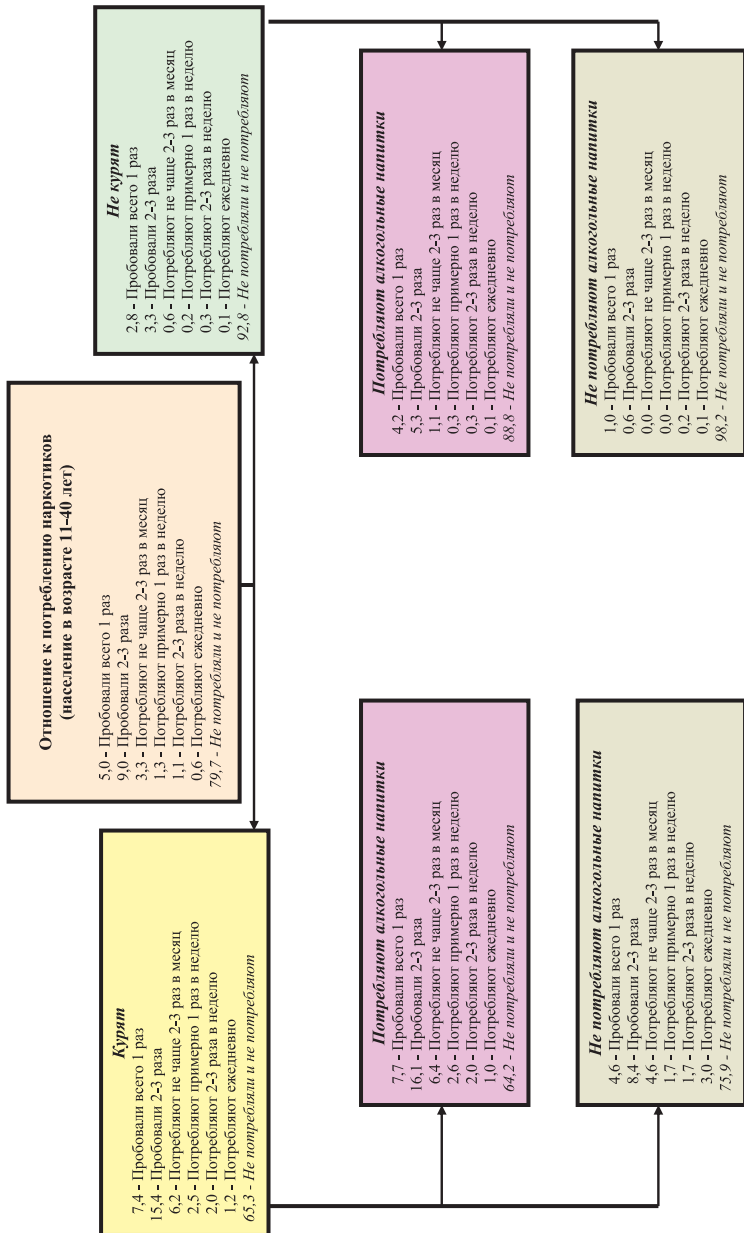 Отношение к потреблению наркотиков
(население в возрасте 11-40 лет)
5,0 - Пробовали всего 1 раз
9,0 - Пробовали 2-3 раза
3,3 - Потребляют не чаще 2-3 раз в месяц
1,3 - Потребляют примерно 1 раз в неделю
1,1 - Потребляют 2-3 раза в неделю
0,6 - Потребляют ежедневно
79,7 - Не потребляли и не потребляют
Курят
7,4 - Пробовали всего 1 раз
15,4 - Пробовали 2-3 раза
6,2 - Потребляют не чаще 2-3 раз в месяц
2,5 - Потребляют примерно 1 раз в неделю
2,0 - Потребляют 2-3 раза в неделю
1,2 - Потребляют ежедневно
65,3 - Не потребляли и не потребляют
Не курят
2,8 - Пробовали всего 1 раз
3,3 - Пробовали 2-3 раза
0,6 - Потребляют не чаще 2-3 раз в месяц
0,2 - Потребляют примерно 1 раз в неделю
0,3 - Потребляют 2-3 раза в неделю
0,1 - Потребляют ежедневно
92,8 - Не потребляли и не потребляют
Потребляют алкогольные напитки
7,7 - Пробовали всего 1 раз
16,1 - Пробовали 2-3 раза
6,4 - Потребляют не чаще 2-3 раз в месяц
2,6 - Потребляют примерно 1 раз в неделю
2,0 - Потребляют 2-3 раза в неделю
1,0 - Потребляют ежедневно
64,2 - Не потребляли и не потребляют
Потребляют алкогольные напитки
4,2 - Пробовали всего 1 раз
5,3 - Пробовали 2-3 раза
1,1 - Потребляют не чаще 2-3 раз в месяц
0,3 - Потребляют примерно 1 раз в неделю
0,3 - Потребляют 2-3 раза в неделю
0,1 - Потребляют ежедневно
88,8 - Не потребляли и не потребляют
Не потребляют алкогольные напитки
4,6 - Пробовали всего 1 раз
8,4 - Пробовали 2-3 раза
4,6 - Потребляют не чаще 2-3 раз в месяц
1,7 - Потребляют примерно 1 раз в неделю
1,7 - Потребляют 2-3 раза в неделю
3,0 - Потребляют ежедневно
75,9 - Не потребляли и не потребляют
Не потребляют алкогольные напитки
1,0 - Пробовали всего 1 раз
0,6 - Пробовали 2-3 раза
0,0 - Потребляют не чаще 2-3 раз в месяц
0,0 - Потребляют примерно 1 раз в неделю
0,2 - Потребляют 2-3 раза в неделю
0,1 - Потребляют ежедневно
98,2 - Не потребляли и не потребляют